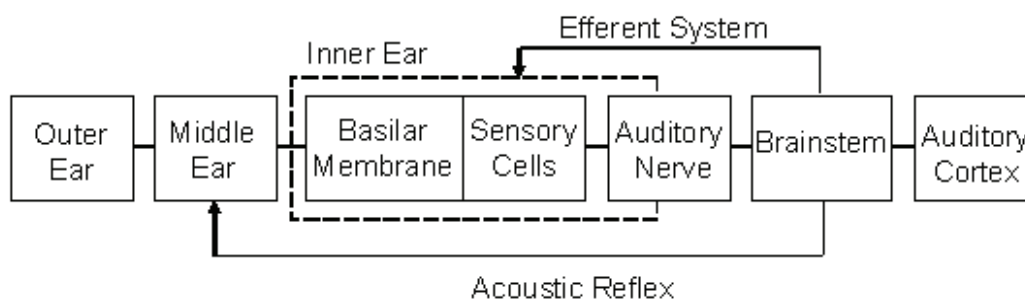 Efferent System
Inner Ear
Outer
Ear
Middle
Ear
Basilar
Membrane
Sensory
Cells
Auditory
Nerve
Brainstem
Auditory
Cortex
Acoustic Reflex